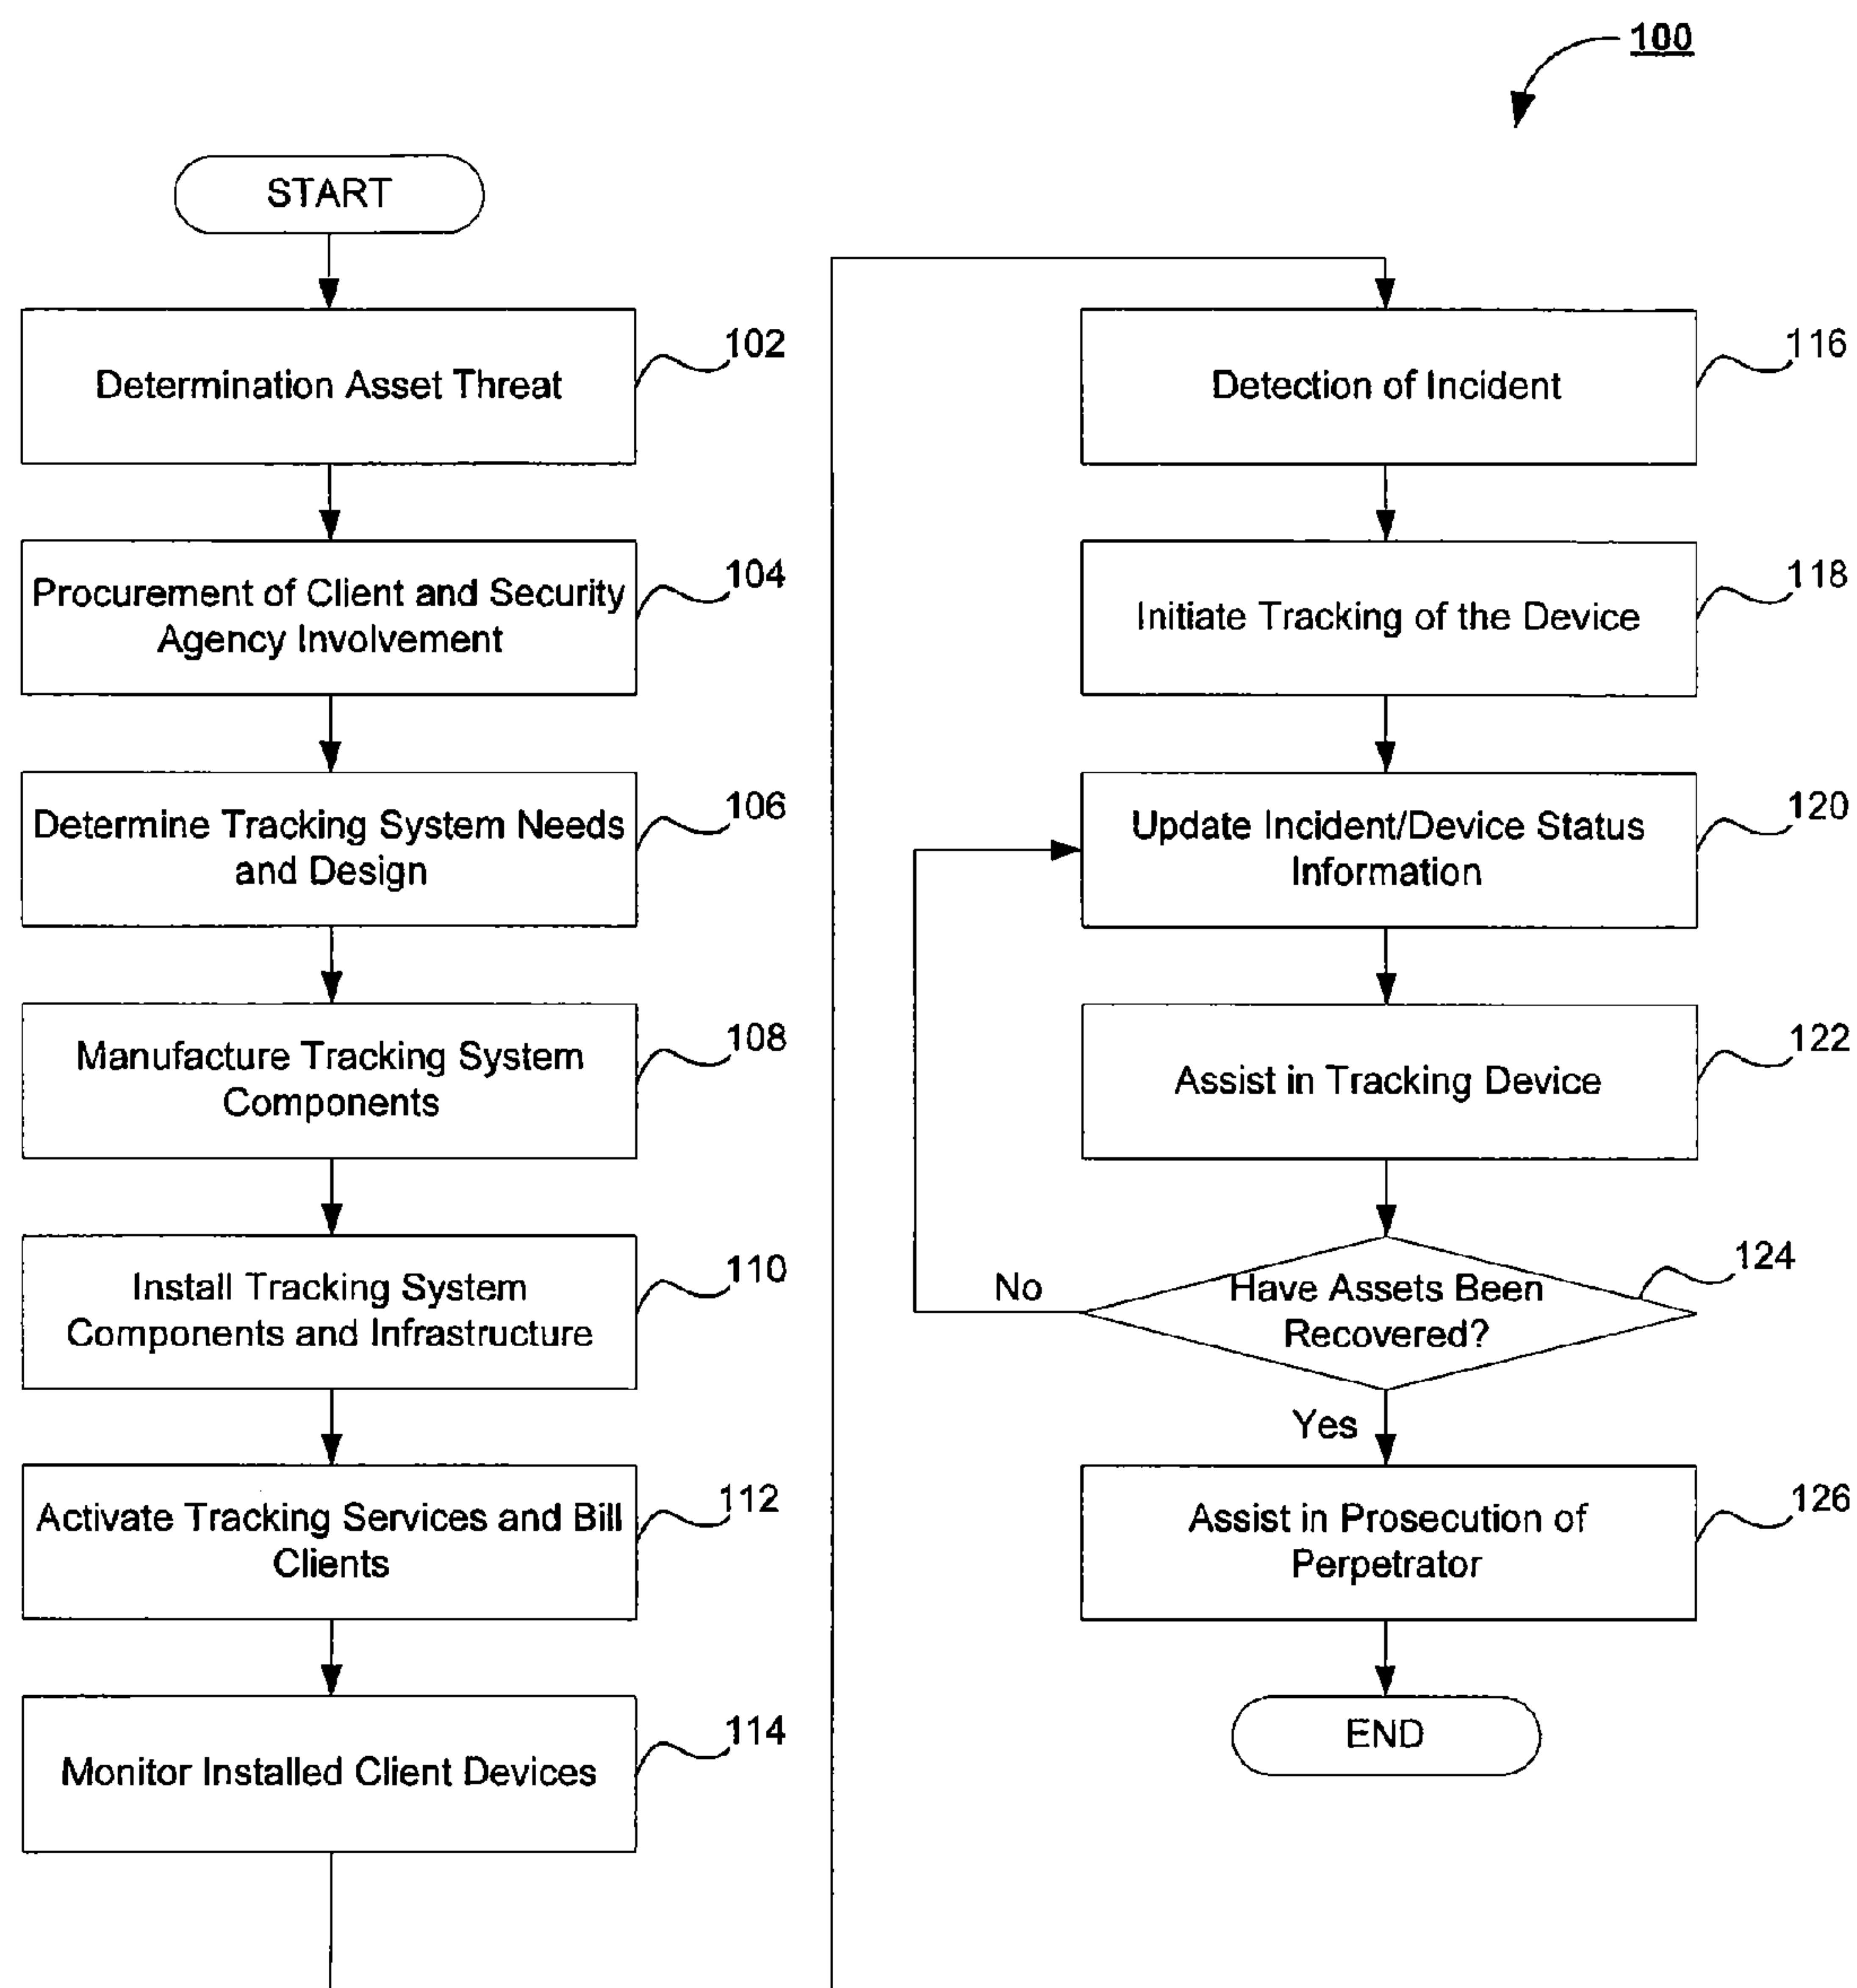 100
START
Determination Asset Threat
102
Procurement of Client and Security
Agency Involvement
104
Determine Tracking System Needs
and Design
106
Manufacture Tracking System
Components
108
Install Tracking System
Components and Infrastructure
110
Activate Tracking Services and Bill
Clients
112
Monitor Installed Client Devices
114
Detection of Incident
116
Initiate Tracking of the Device
118
Update Incident/Device Status
Information
120
Assist in Tracking Device
122
Have Assets Been
Recovered?
124
No
Yes
Assist in Prosecution of
Perpetrator
126
END